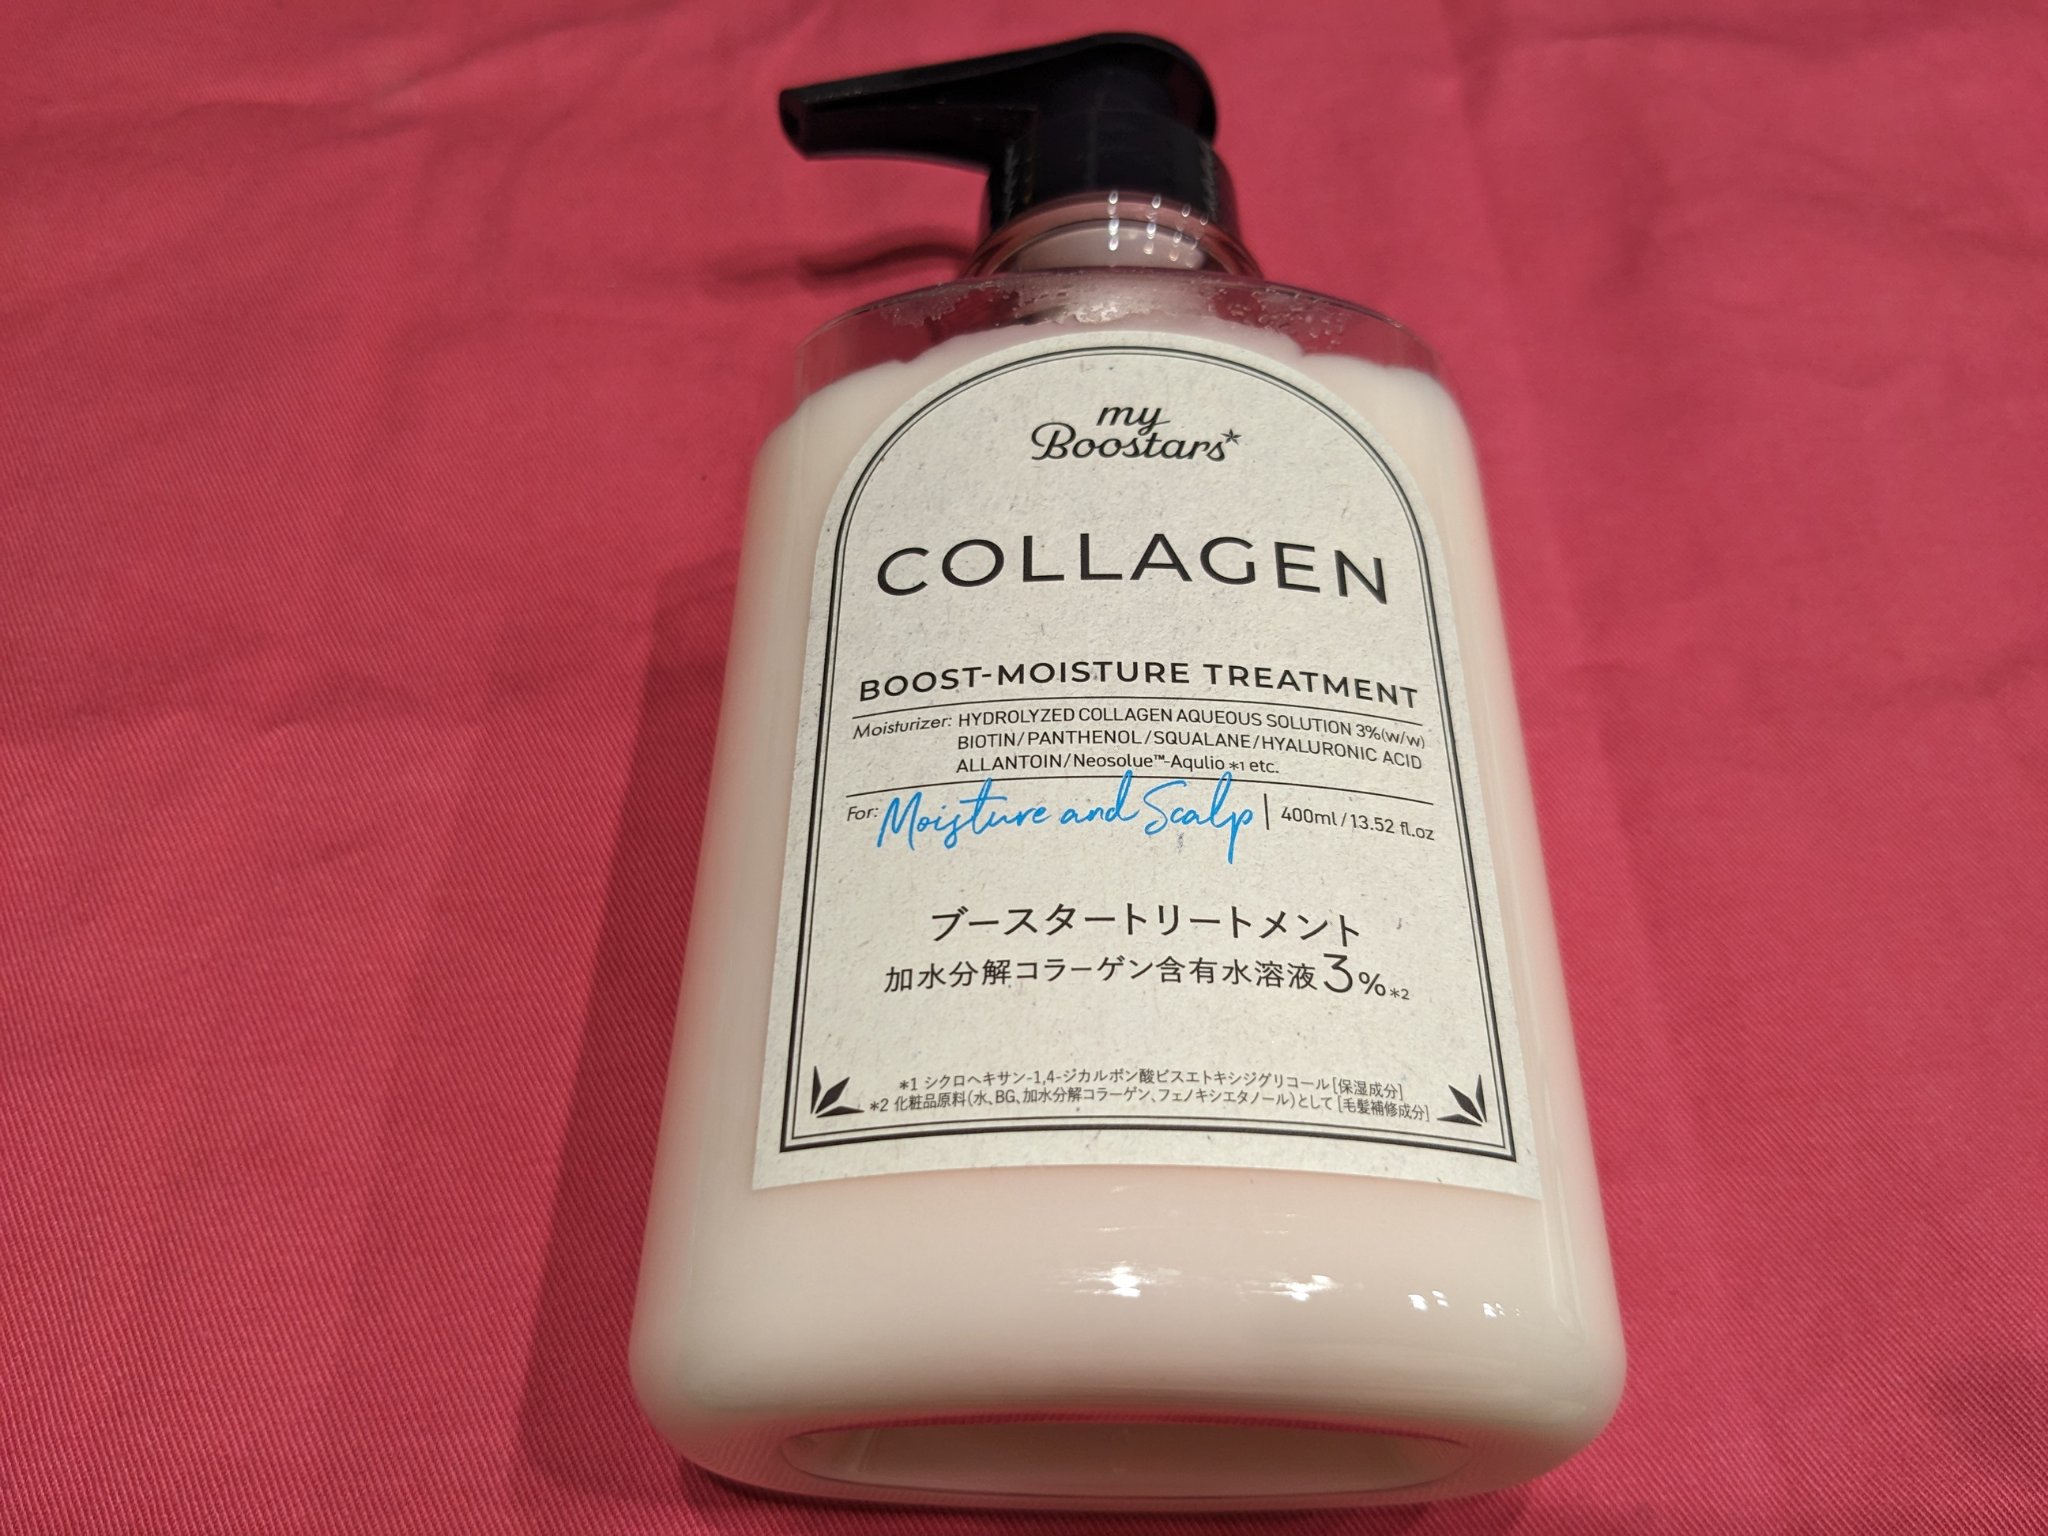 my
Boostars*
COLLAGEN
BOOST-MOISTURE TREATMENT
Moisturizer: HYDROLYZED COLLAGEN AQUEOUS SOLUTION 3%(w/w)
BIOTIN/PANTHENOL/SQUALANE/HYALURONIC ACID
ALLANTOIN/Neosolue™-Aqulio *1 etc.
For: Moisture and Scalp | 400ml/13.52 fl.oz
ブースタートリートメント
加水分解コラーゲン含有水溶液3%*2
*1 シクロヘキサン-1,4-ジカルボン酸ビスエトキシジグリコール[保湿成分]
*2 化粧品原料(水、BG、加水分解コラーゲン、フェノキシエタノール)として [毛髪補修成分]